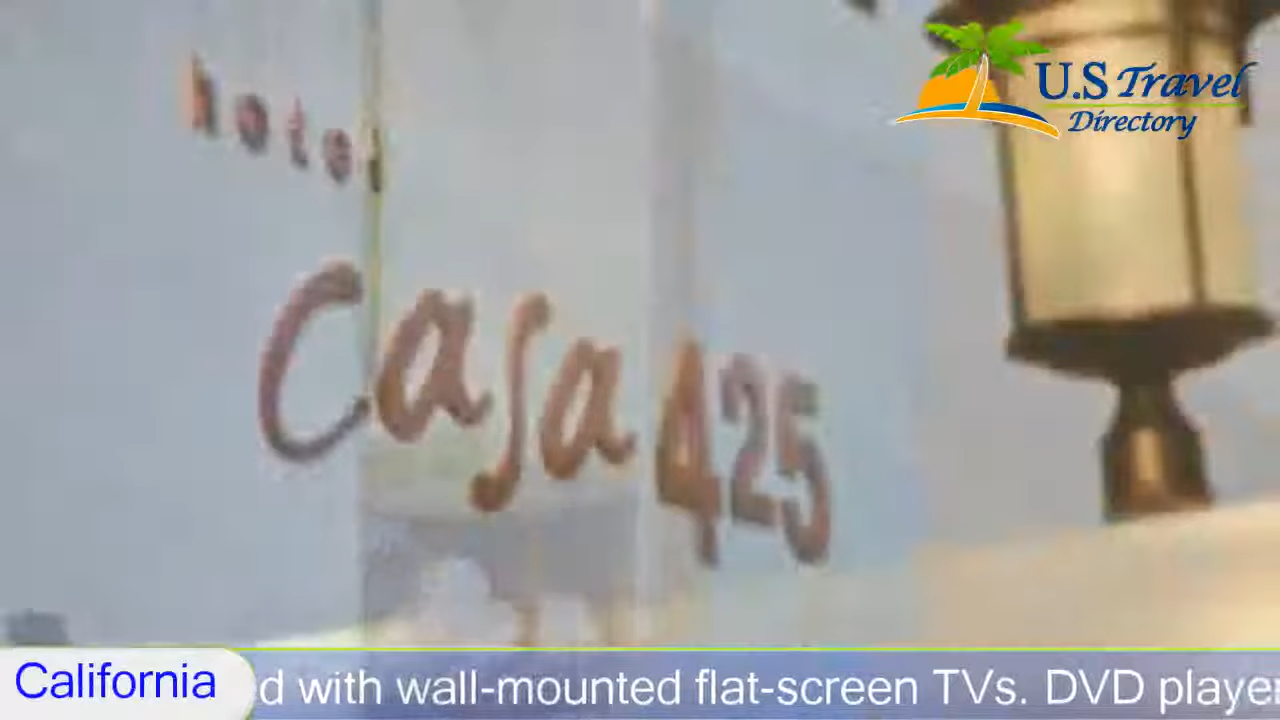 U.S Travel
Directory
hotel
Casa 425
California
d with wall-mounted flat-screen TVs. DVD player